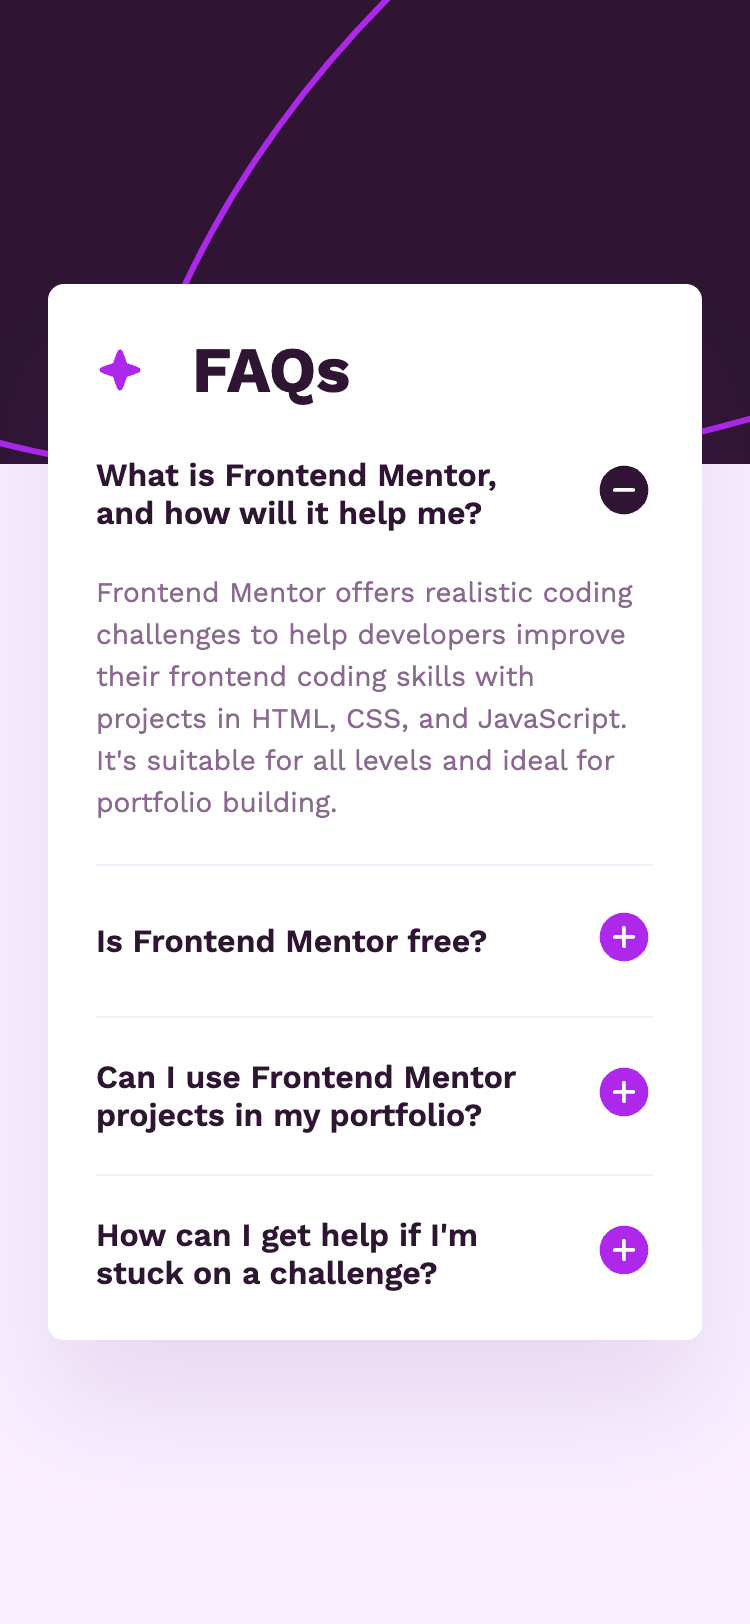 FAQs
What is Frontend Mentor,
and how will it help me?
Frontend Mentor offers realistic coding
challenges to help developers improve
their frontend coding skills with
projects in HTML, CSS, and JavaScript.
It's suitable for all levels and ideal for
portfolio building.
Is Frontend Mentor free?
Can I use Frontend Mentor
projects in my portfolio?
How can I get help if I'm
stuck on a challenge?